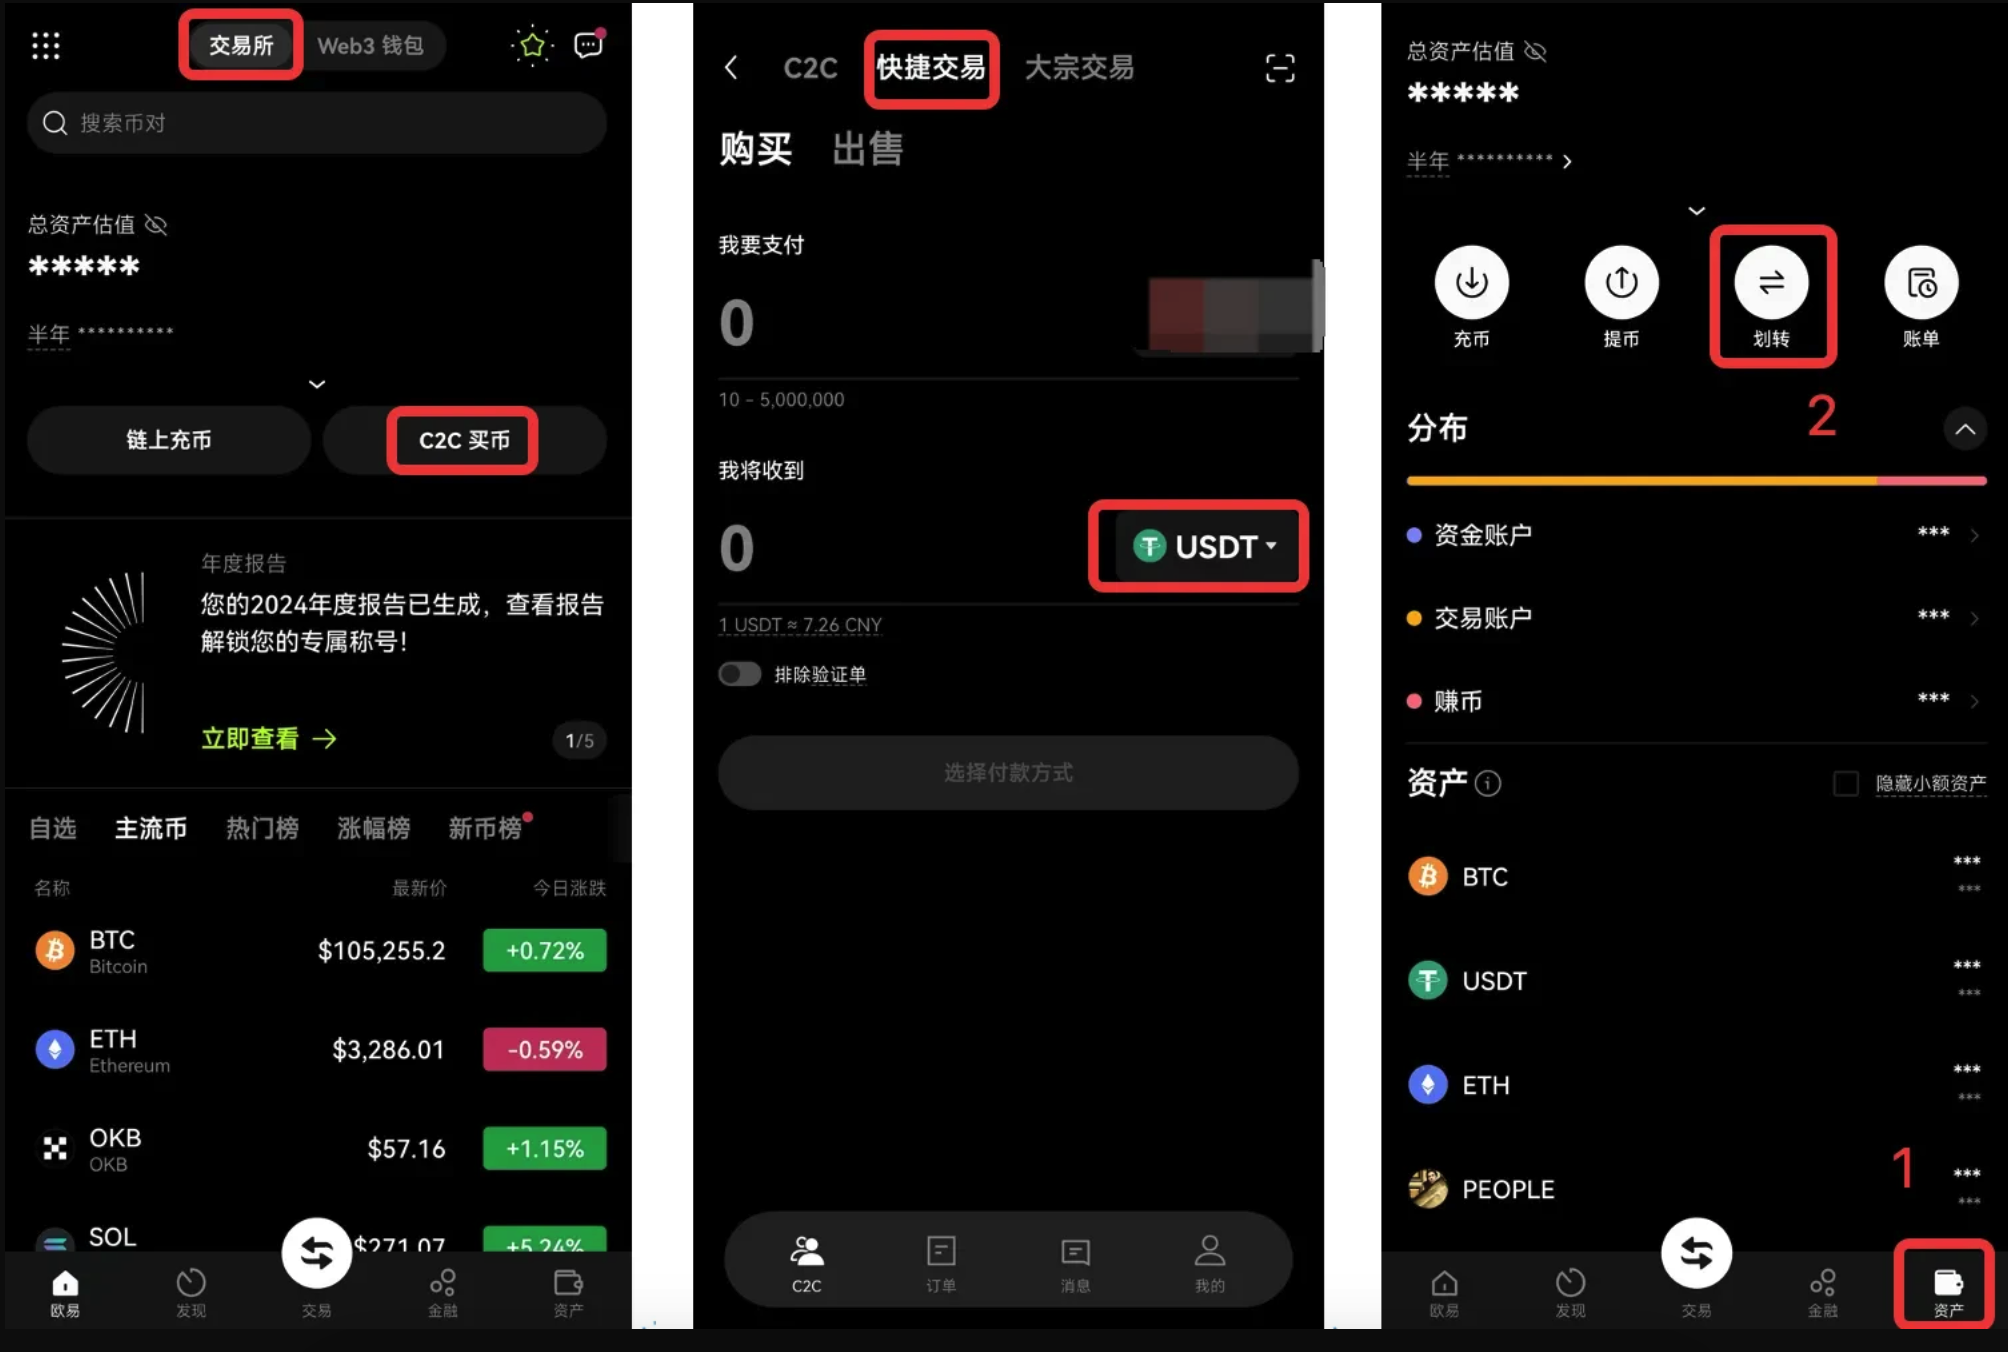 交易所
Web3 钱包
搜索币对
总资产估值
*****
半年 **********
链上充币
C2C 买币
年度报告
您的2024年度报告已生成，查看报告
解锁您的专属称号！
立即查看 →
1/5
自选 主流币 热门榜 涨幅榜 新币榜
名称 最新价 今日涨跌
BTC
Bitcoin
$105,255.2
+0.72%
ETH
Ethereum
$3,286.01
-0.59%
OKB
OKB
$57.16
+1.15%
SOL
$271.07
+5.24%
欧易 发现 交易 金融 资产
C2C 快捷交易 大宗交易
购买 出售
我要支付
0
10 - 5,000,000
我将收到
0
USDT
1 USDT ≈ 7.26 CNY
排除验证单
选择付款方式
C2C 订单 消息 我的
总资产估值
*****
半年 **********
充币 提币 划转 账单
2
分布
资金账户 ***
交易账户 ***
赚币 ***
资产
隐藏小额资产
BTC ***
***
USDT ***
***
ETH ***
***
1
PEOPLE ***
***
欧易 发现 交易 金融 资产